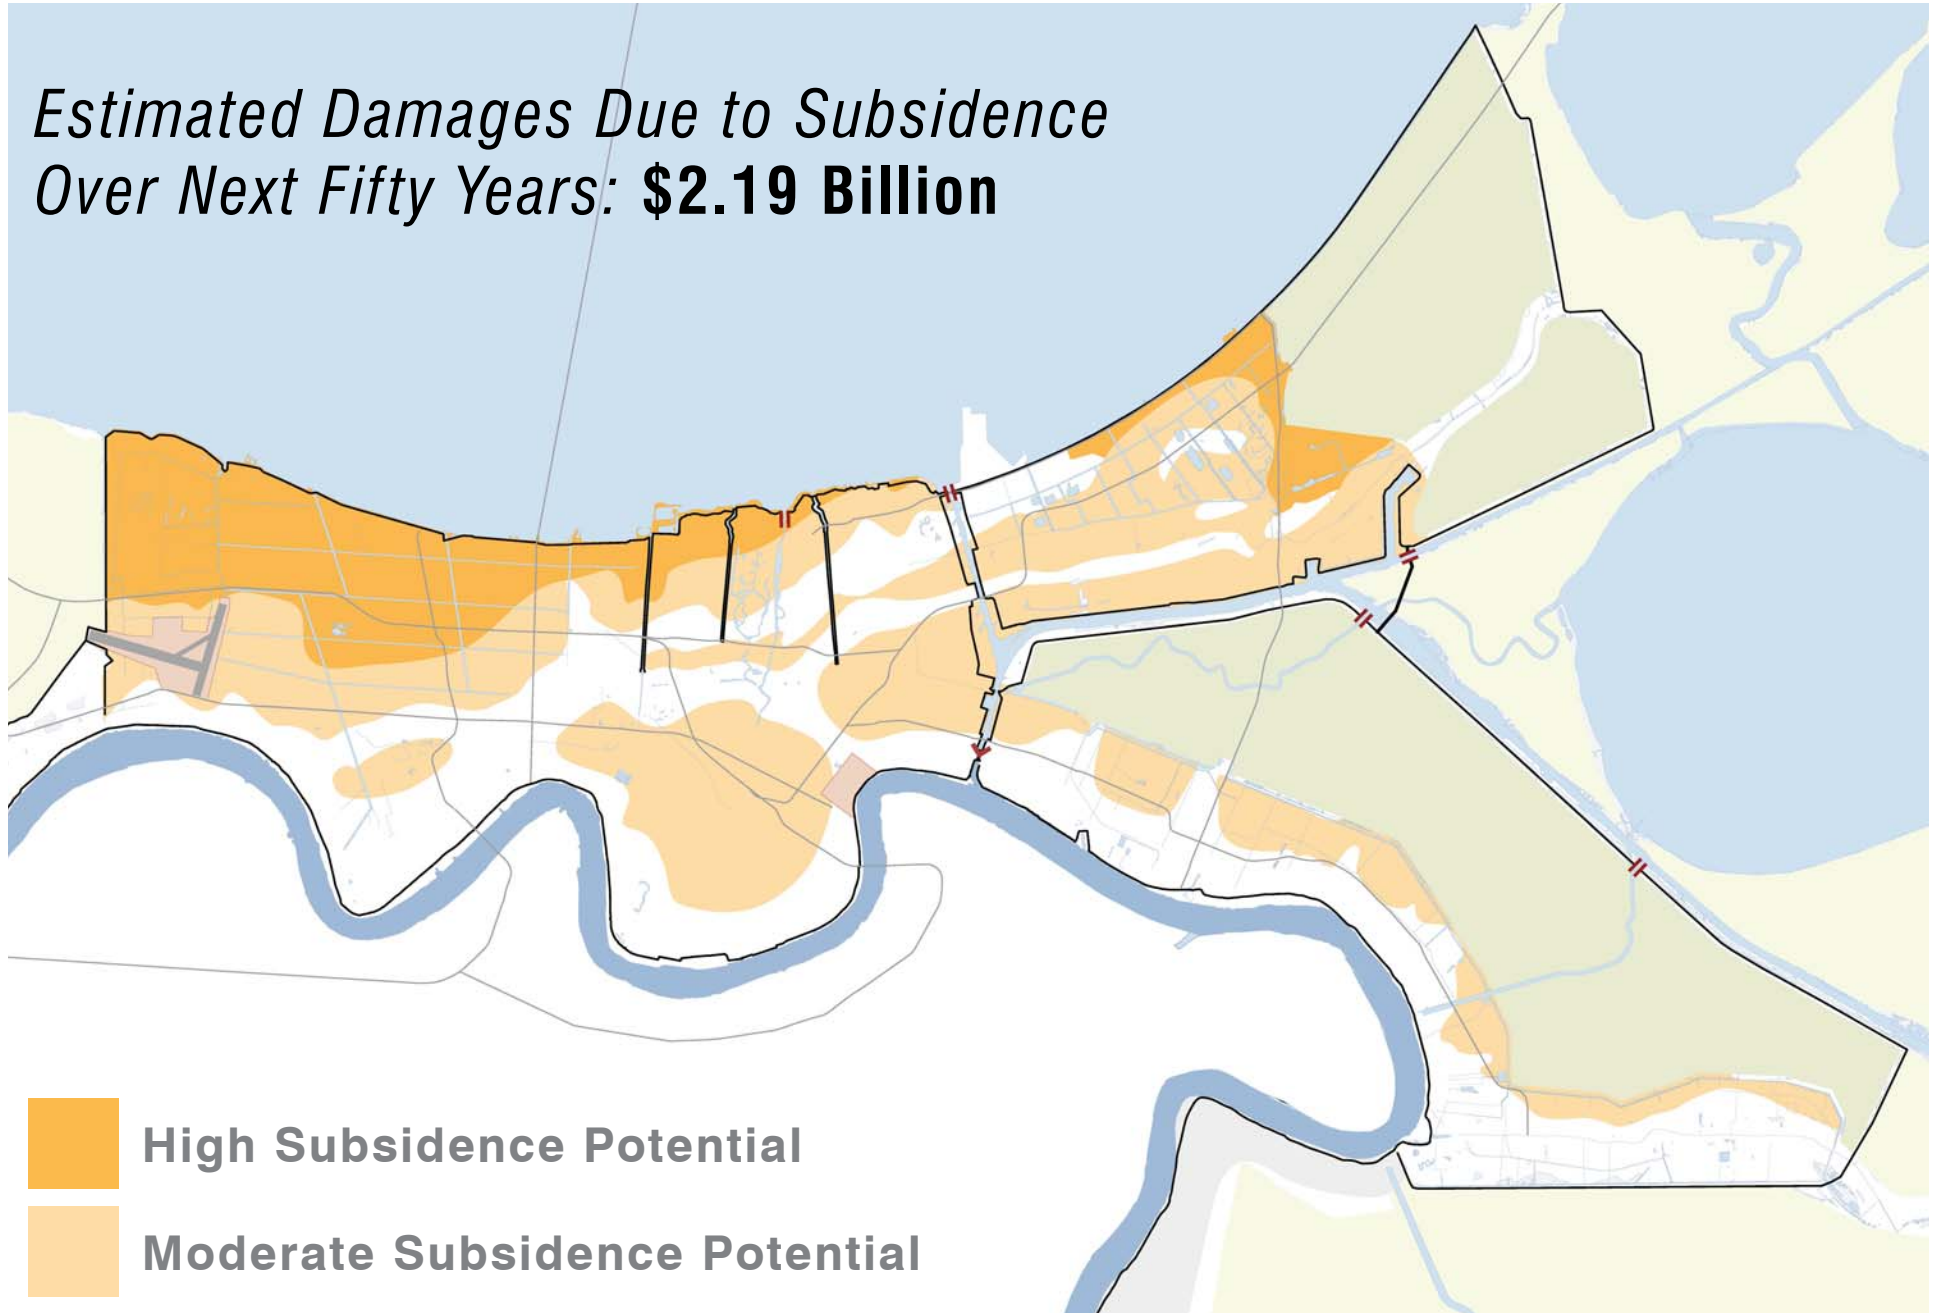 Estimated Damages Due to Subsidence
Over Next Fifty Years: $2.19 Billion
High Subsidence Potential
Moderate Subsidence Potential